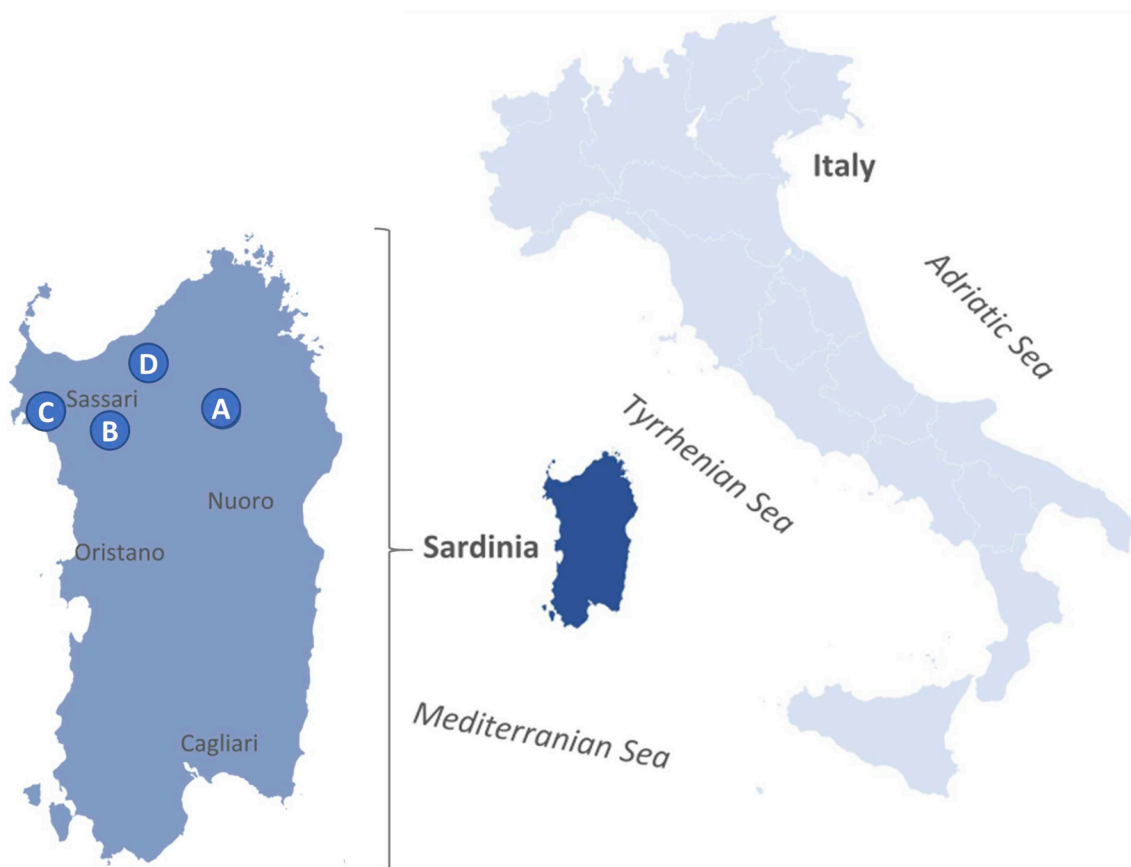 Italy
Adriatic Sea
Tyrrhenian Sea
Sardinia
Mediterranian Sea
D
Sassari
A
C
B
Nuoro
Oristano
Cagliari